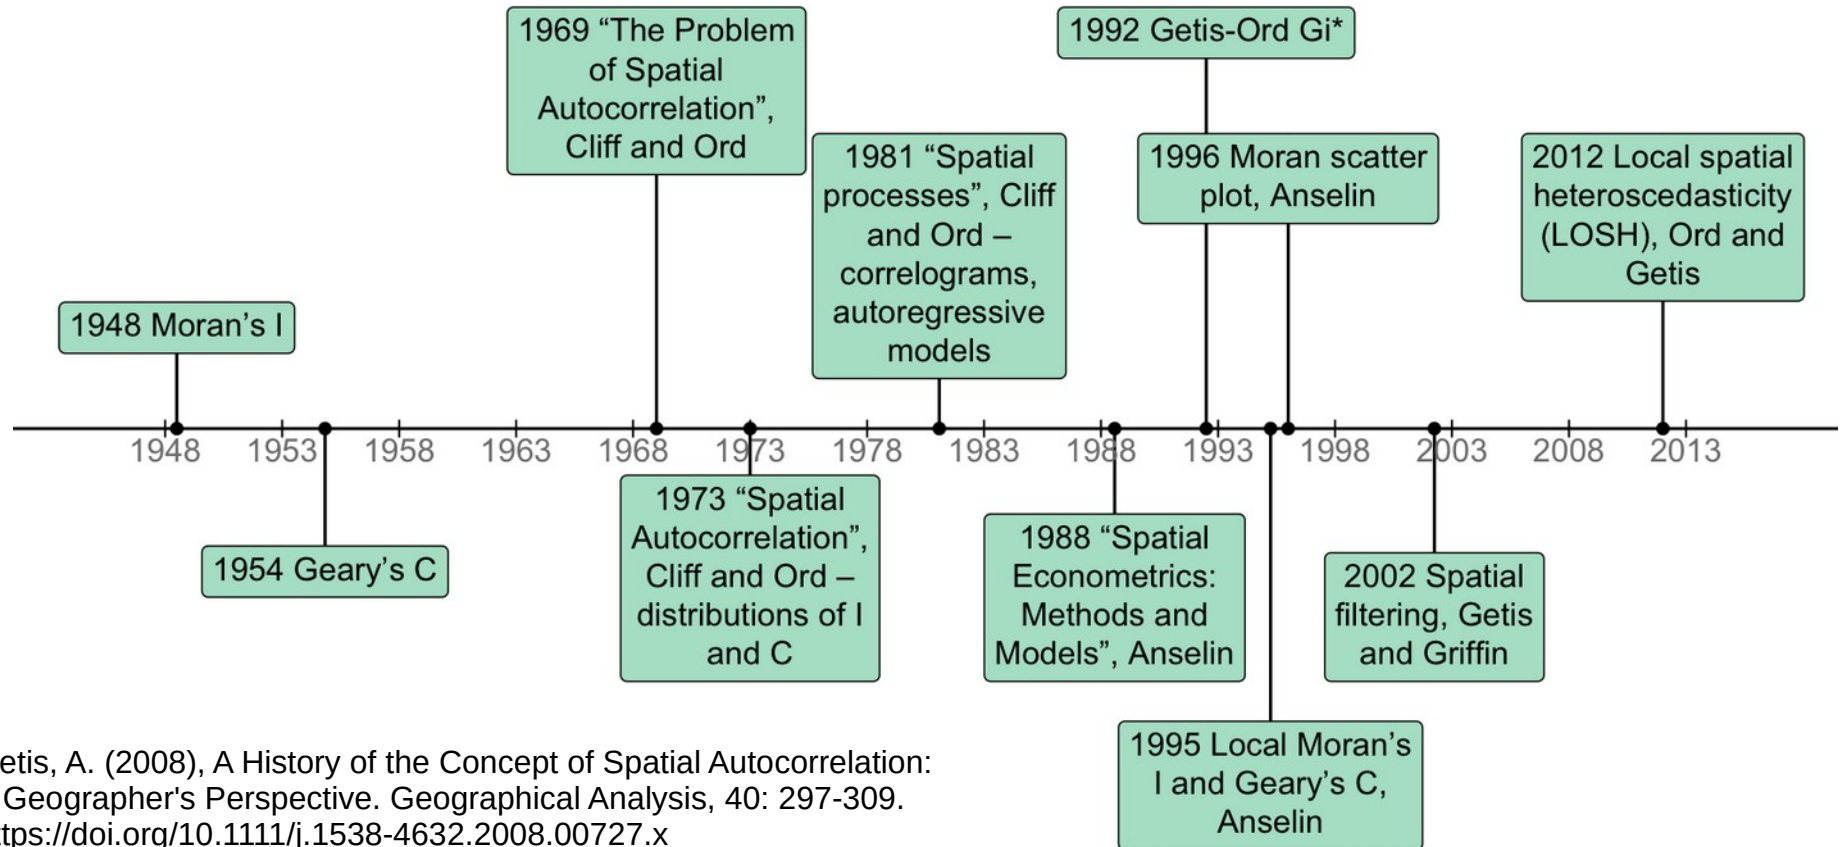 1969 “The Problem
of Spatial
Autocorrelation”,
Cliff and Ord
1992 Getis-Ord Gi*
1981 “Spatial
processes”, Cliff
and Ord –
correlograms,
autoregressive
models
1996 Moran scatter
plot, Anselin
2012 Local spatial
heteroscedasticity
(LOSH), Ord and
Getis
1948 Moran’s I
1948 1953 1958 1963 1968 1973 1978 1983 1988 1993 1998 2003 2008 2013
1954 Geary’s C
1973 “Spatial
Autocorrelation”,
Cliff and Ord –
distributions of I
and C
1988 “Spatial
Econometrics:
Methods and
Models”, Anselin
2002 Spatial
filtering, Getis
and Griffin
1995 Local Moran’s
I and Geary’s C,
Anselin
etis, A. (2008), A History of the Concept of Spatial Autocorrelation:
Geographer's Perspective. Geographical Analysis, 40: 297-309.
ttps://doi.org/10.1111/j.1538-4632.2008.00727.x